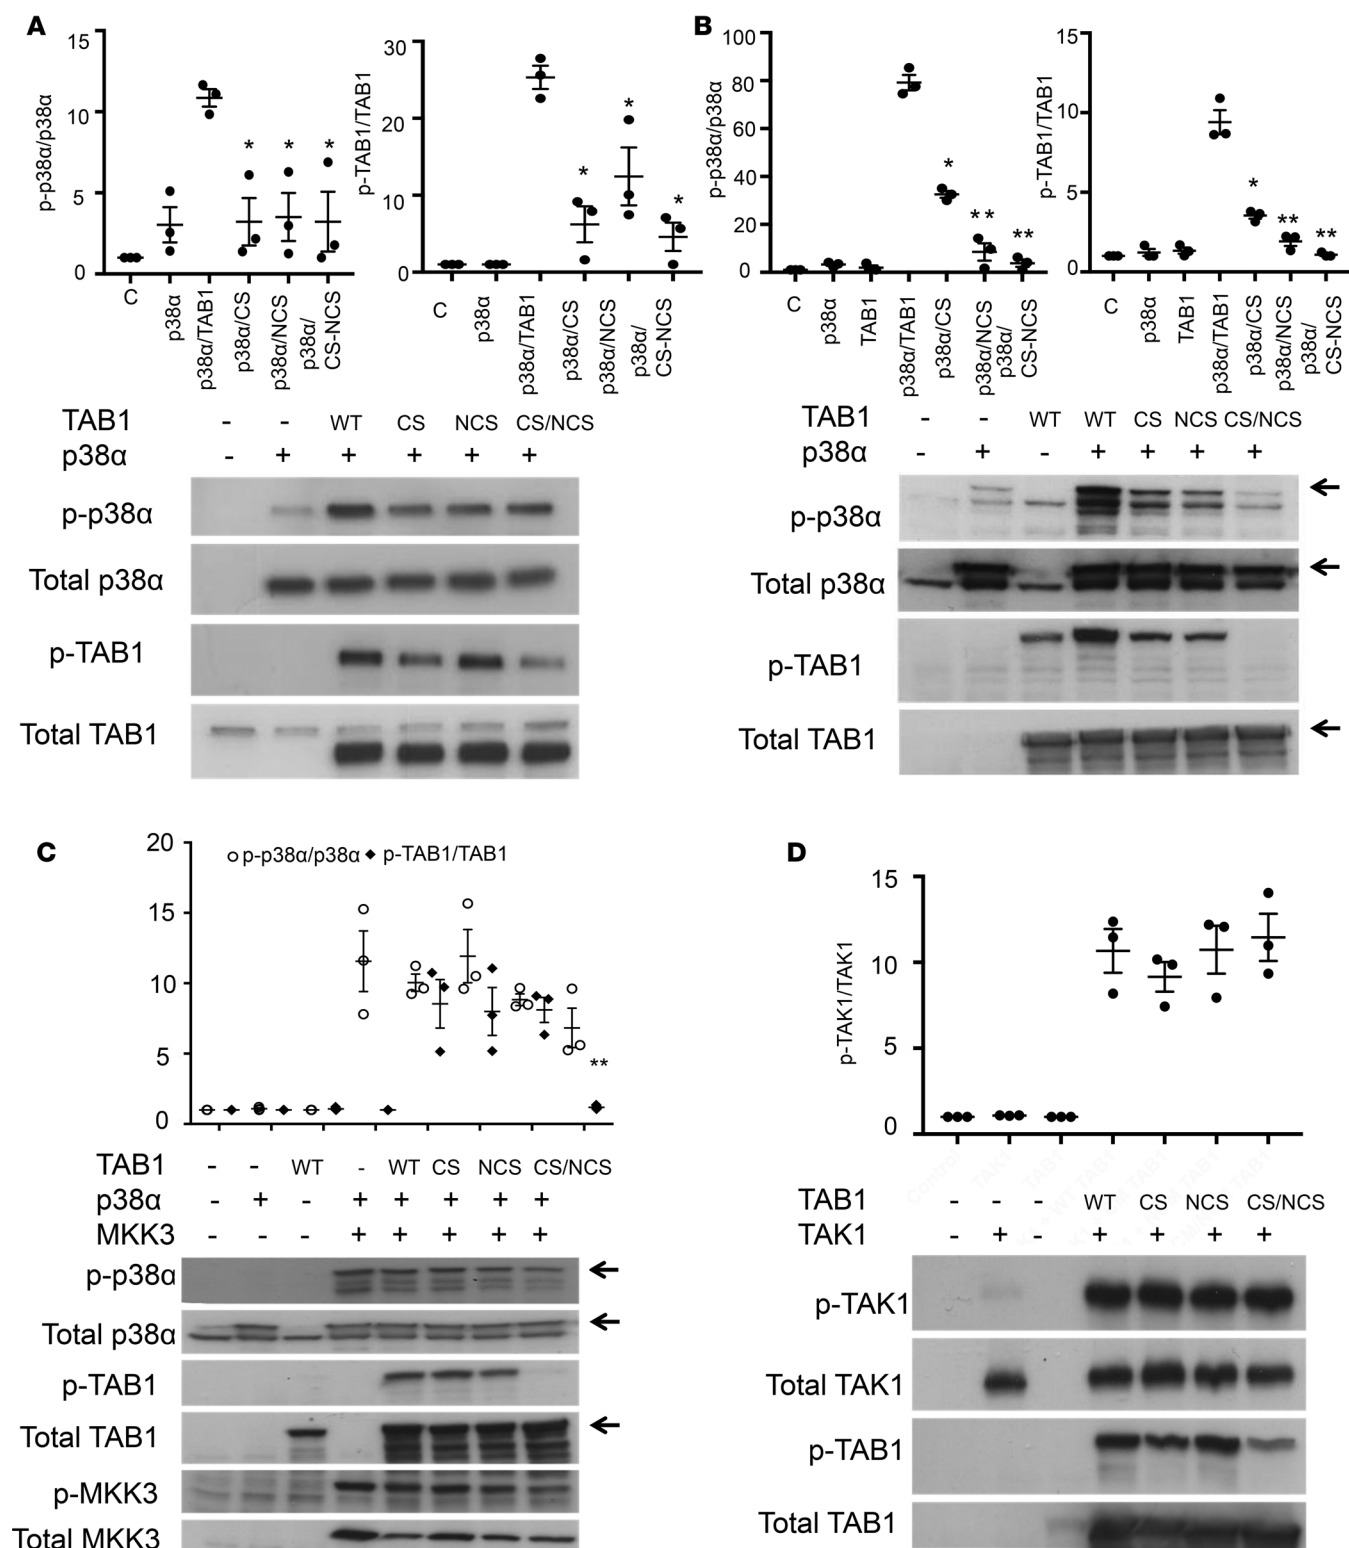 A
15
10
5
0
p-p38α/p38α
* * *
C
p38α
p38α/TAB1
p38α/CS
p38α/NCS
p38α/
CS-NCS
30
20
10
0
p-TAB1/TAB1
* * *
C
p38α
p38α/TAB1
p38α/CS
p38α/NCS
p38α/
CS-NCS
TAB1 - - WT CS NCS CS/NCS
p38α - + + + + +
p-p38α
Total p38α
p-TAB1
Total TAB1
B
100
80
60
40
20
0
p-p38α/p38α
* ** **
C
p38α
TAB1
p38α/TAB1
p38α/CS
p38α/NCS
p38α/
CS-NCS
15
10
5
0
p-TAB1/TAB1
* ** **
C
p38α
TAB1
p38α/TAB1
p38α/CS
p38α/NCS
p38α/
CS-NCS
TAB1 - - WT WT CS NCS CS/NCS
p38α - + - + + + +
p-p38α
Total p38α
p-TAB1
Total TAB1
C
20
15
10
5
0
p-p38α/p38α p-TAB1/TAB1
**
TAB1 - - WT - WT CS NCS CS/NCS
p38α - + - + + + + +
MKK3 - - - + + + + +
p-p38α
Total p38α
p-TAB1
Total TAB1
p-MKK3
Total MKK3
D
15
10
5
0
p-TAK1/TAK1
Control
TAK1
TAB1
TAB1 - - - WT CS NCS CS/NCS
TAK1 - + - + + + +
p-TAK1
Total TAK1
p-TAB1
Total TAB1